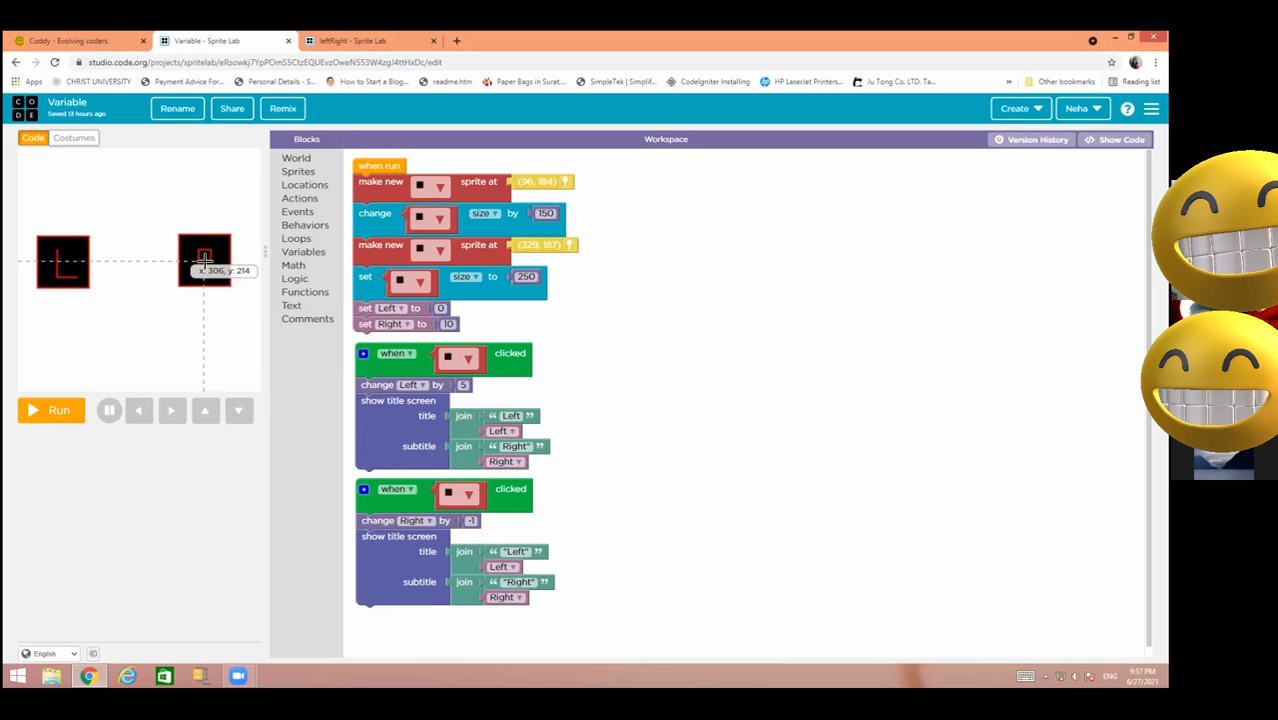 Coddy - Evolving coders
Variable - Sprite Lab
leftRight - Sprite Lab
studio.code.org/projects/spritelab/eRsowkj7YpPOmS5CtzEQUEvzOweN553W4zgJ4ttHxDc/edit
Apps
CHRIST UNIVERSITY
Payment Advice For...
Personal Details - S...
How to Start a Blog...
readme.htm
Paper Bags in Surat,...
SimpleTek | Simplif...
CodeIgniter Installing
HP LaserJet Printers...
Ju Tong Co. LTD. Ta...
»
Other bookmarks
Reading list
C O
D E
Variable
Saved 13 hours ago
Rename
Share
Remix
Create
Neha
?
Code
Costumes
Blocks
Workspace
Version History
</> Show Code
L
x: 306, y: 214
Run
World
Sprites
Locations
Actions
Events
Behaviors
Loops
Variables
Math
Logic
Functions
Text
Comments
when run
make new sprite at (96, 184)
change size by 150
make new sprite at (329, 187)
set size to 250
set Left to 0
set Right to 10
when clicked
change Left by 5
show title screen
title join “ Left ”
Left
subtitle join “ Right" ”
Right
when clicked
change Right by -1
show title screen
title join “ "Left" ”
Left
subtitle join “ "Right" ”
Right
English
©
ENG
9:57 PM
6/27/2021